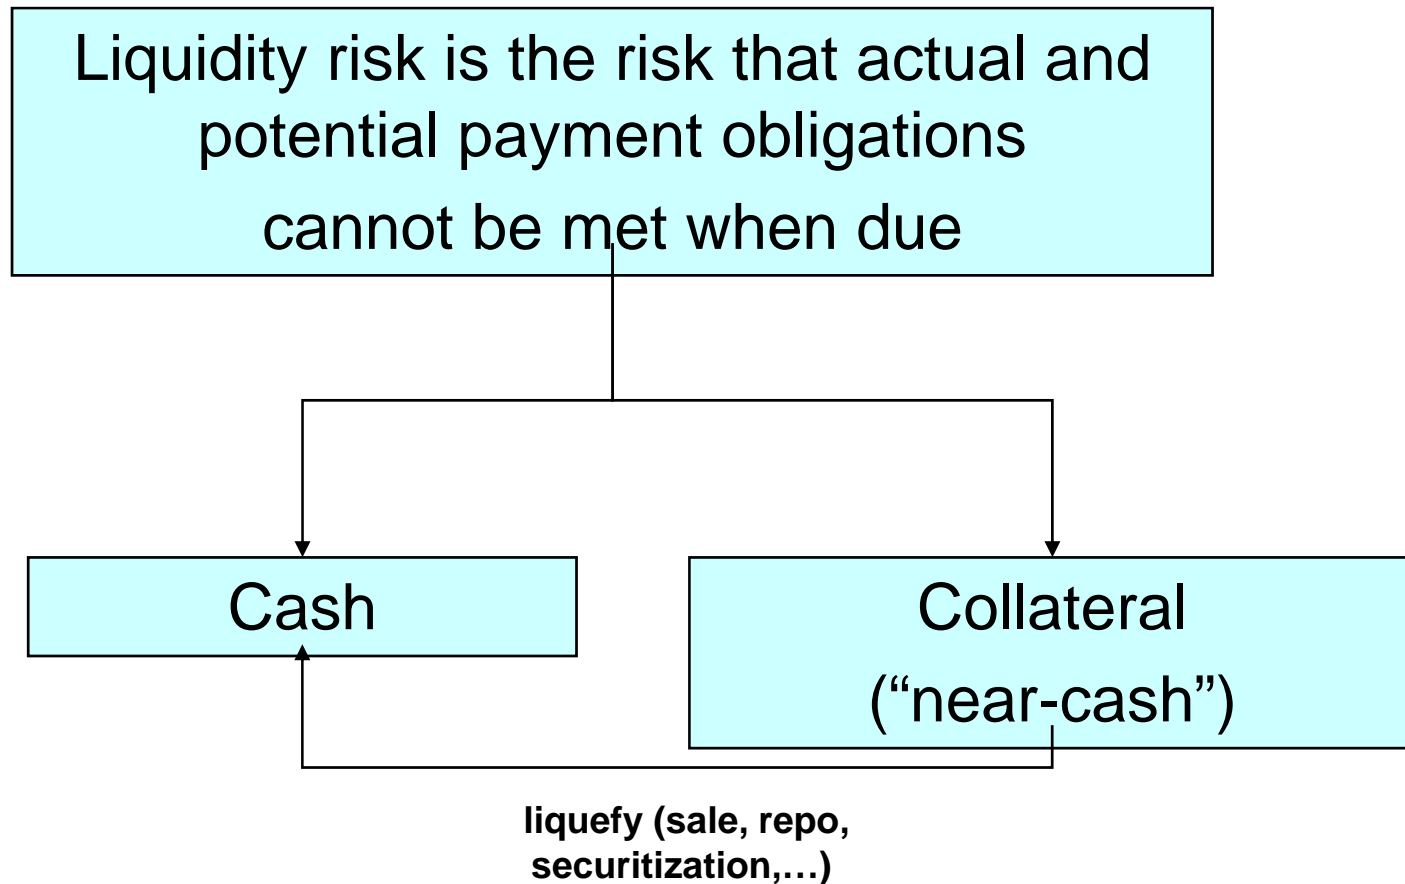 Liquidity risk is the risk that actual and
potential payment obligations
cannot be met when due
Cash
Collateral
(“near-cash”)
liquefy (sale, repo,
securitization,…)